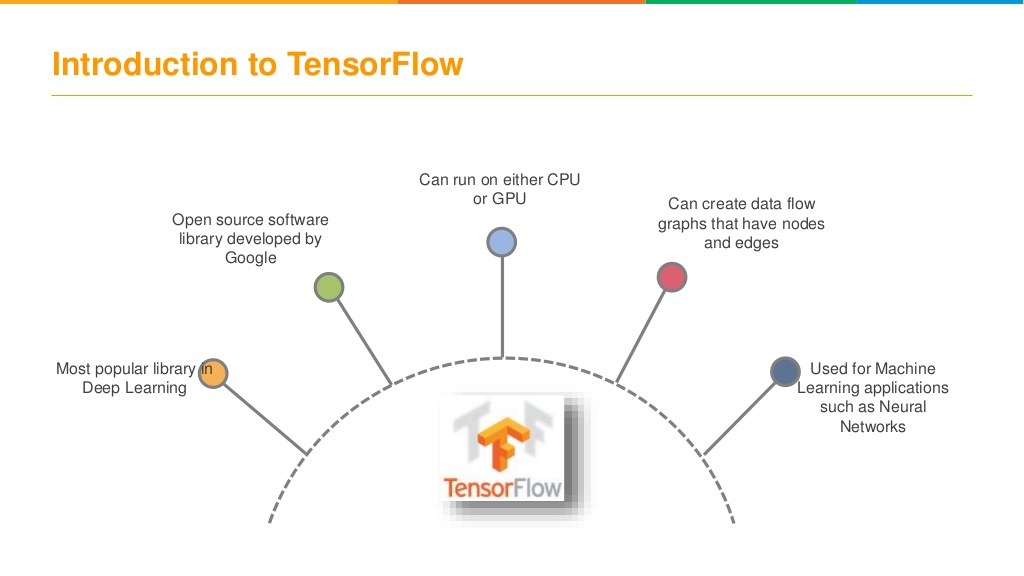 Introduction to TensorFlow
Most popular library in
Deep Learning
Open source software
library developed by
Google
Can run on either CPU
or GPU
Can create data flow
graphs that have nodes
and edges
Used for Machine
Learning applications
such as Neural
Networks
TensorFlow